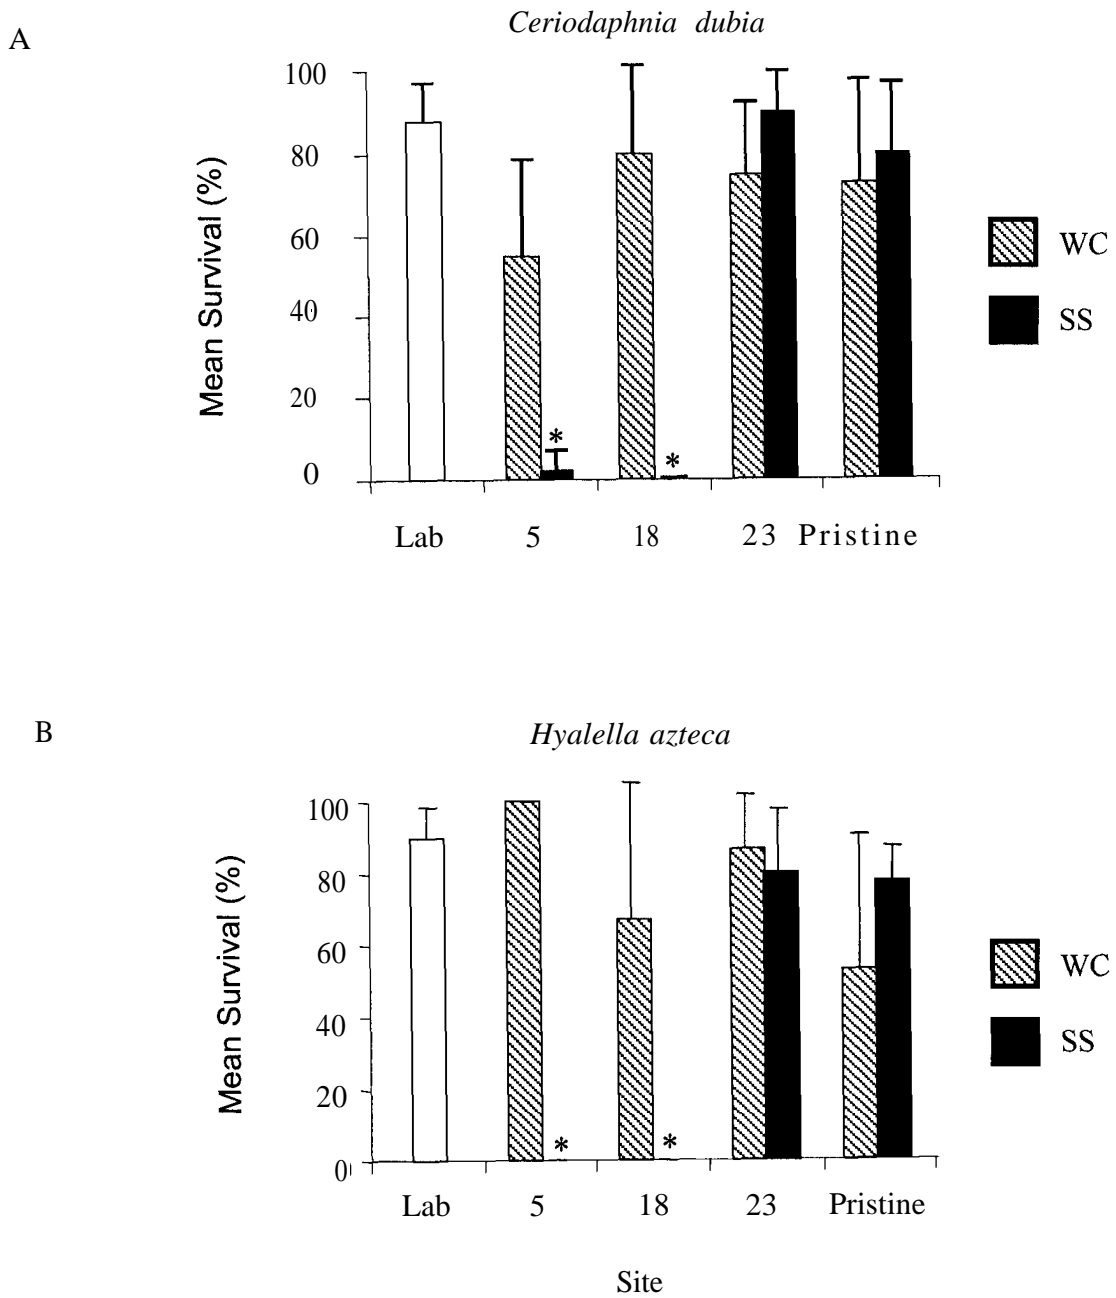 A
Ceriodaphnia dubia
Mean Survival (%)
100
80
60
40
20
0
*
*
Lab 5 18 23 Pristine
WC
SS
B
Hyalella azteca
Mean Survival (%)
100
80
60
40
20
0
*
*
Lab 5 18 23 Pristine
WC
SS
Site